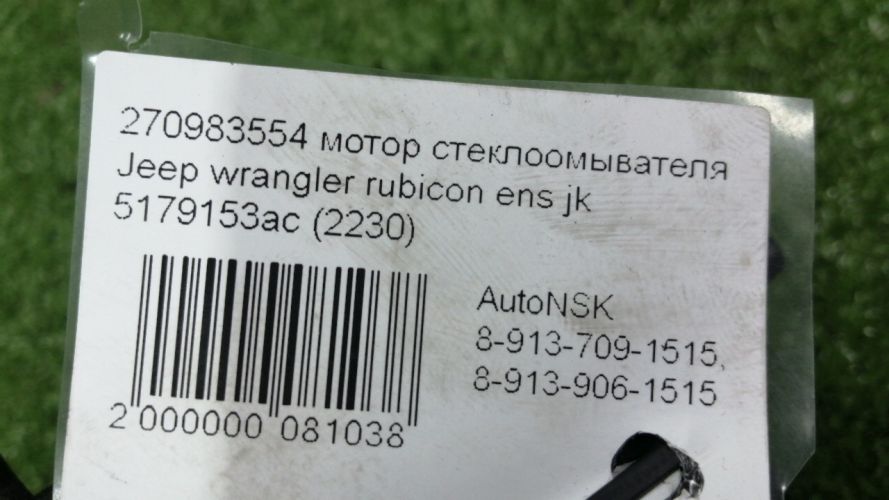 270983554 мотор стеклоомывателя
Jeep wrangler rubicon ens jk
5179153ac (2230)
AutoNSK
8-913-709-1515,
8-913-906-1515
2 000000 081038